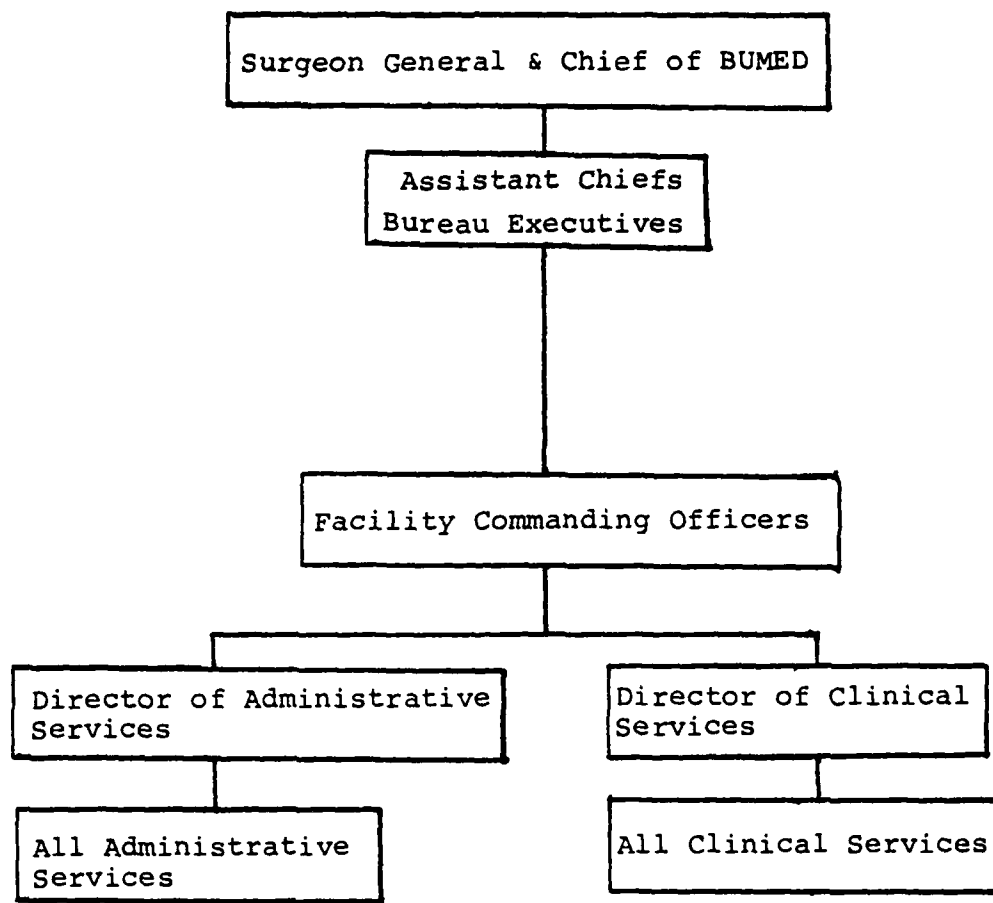 Surgeon General & Chief of BUMED
Assistant Chiefs
Bureau Executives
Facility Commanding Officers
Director of Administrative
Services
Director of Clinical
Services
All Administrative
Services
All Clinical Services